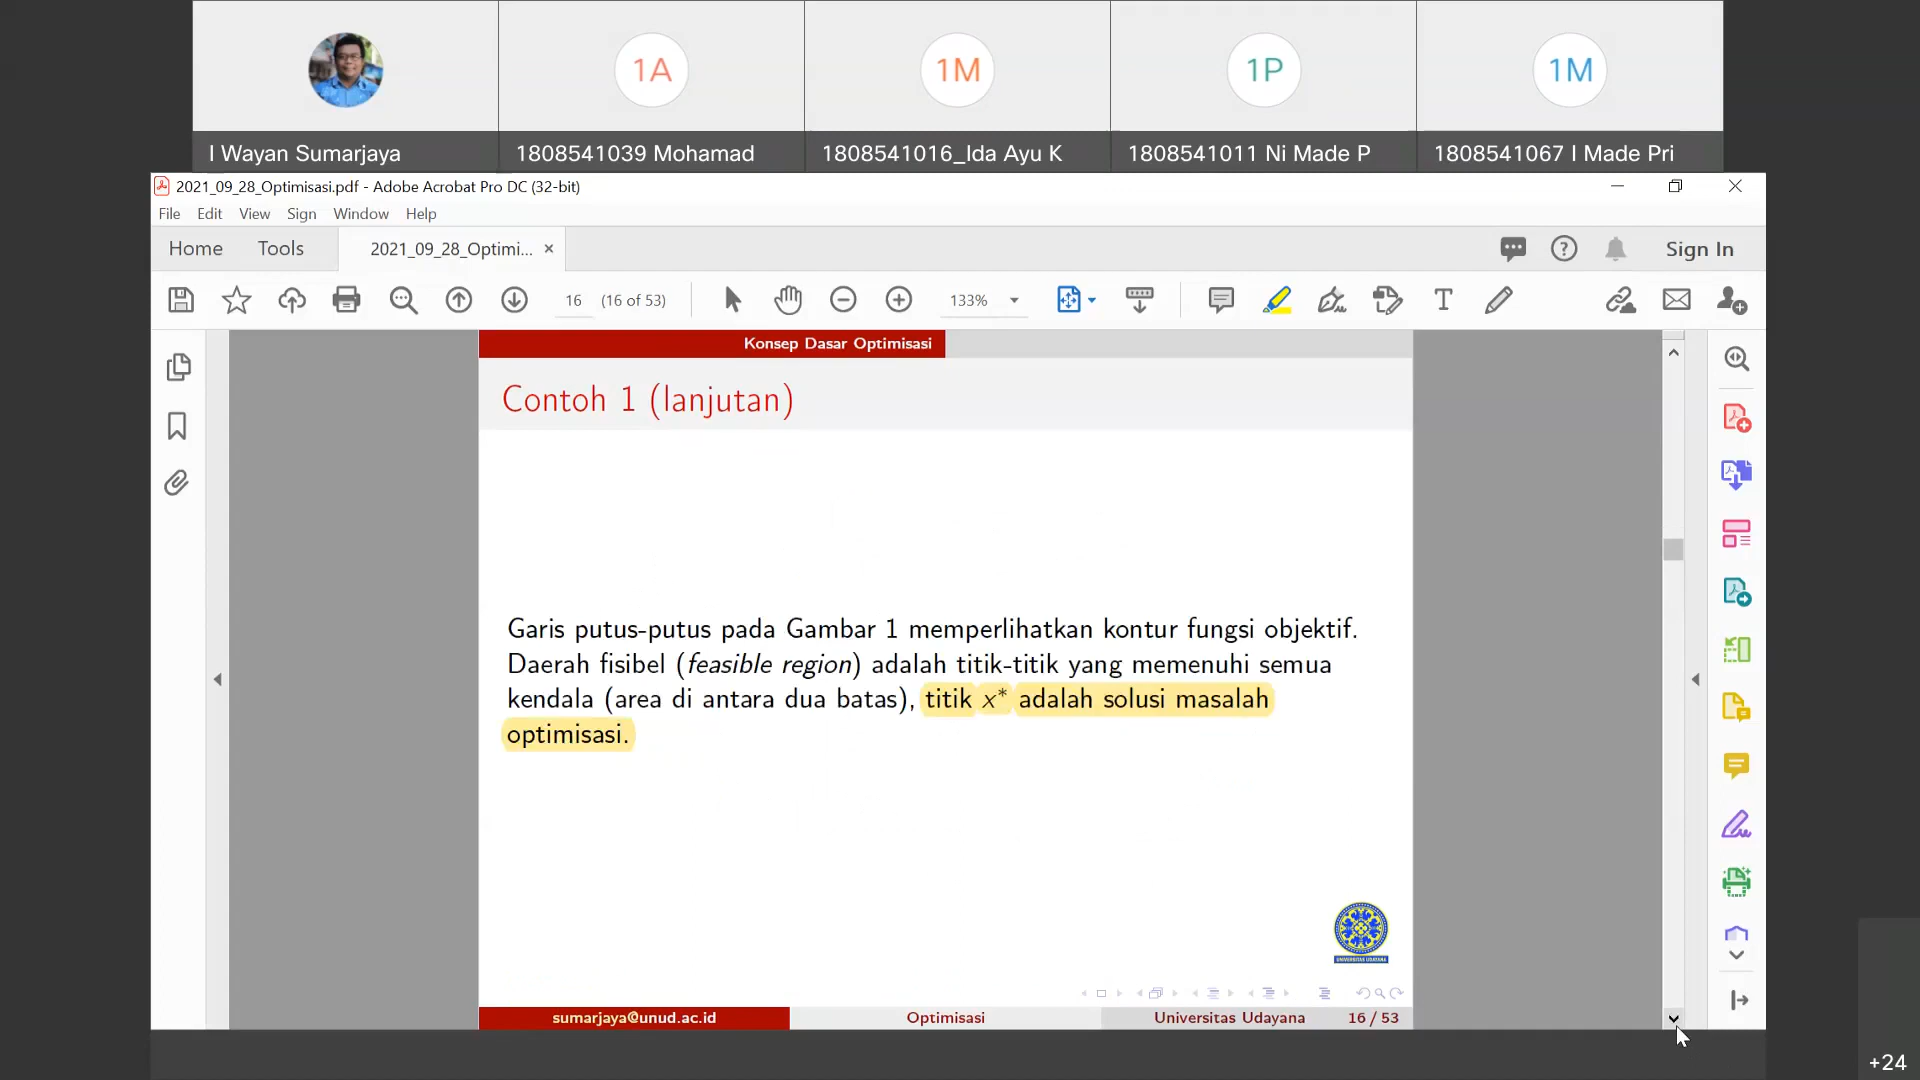 1A
1M
1P
1M
I Wayan Sumarjaya
1808541039 Mohamad
1808541016_Ida Ayu K
1808541011 Ni Made P
1808541067 I Made Pri
2021_09_28_Optimisasi.pdf - Adobe Acrobat Pro DC (32-bit)
File Edit View Sign Window Help
Home Tools 2021_09_28_Optimi... × Sign In
16 (16 of 53) 133%
Konsep Dasar Optimisasi
Contoh 1 (lanjutan)
Garis putus-putus pada Gambar 1 memperlihatkan kontur fungsi objektif.
Daerah fisibel (feasible region) adalah titik-titik yang memenuhi semua
kendala (area di antara dua batas), titik x* adalah solusi masalah
optimisasi.
UNIVERSITAS UDAYANA
sumarjaya@unud.ac.id Optimisasi Universitas Udayana 16 / 53
+24